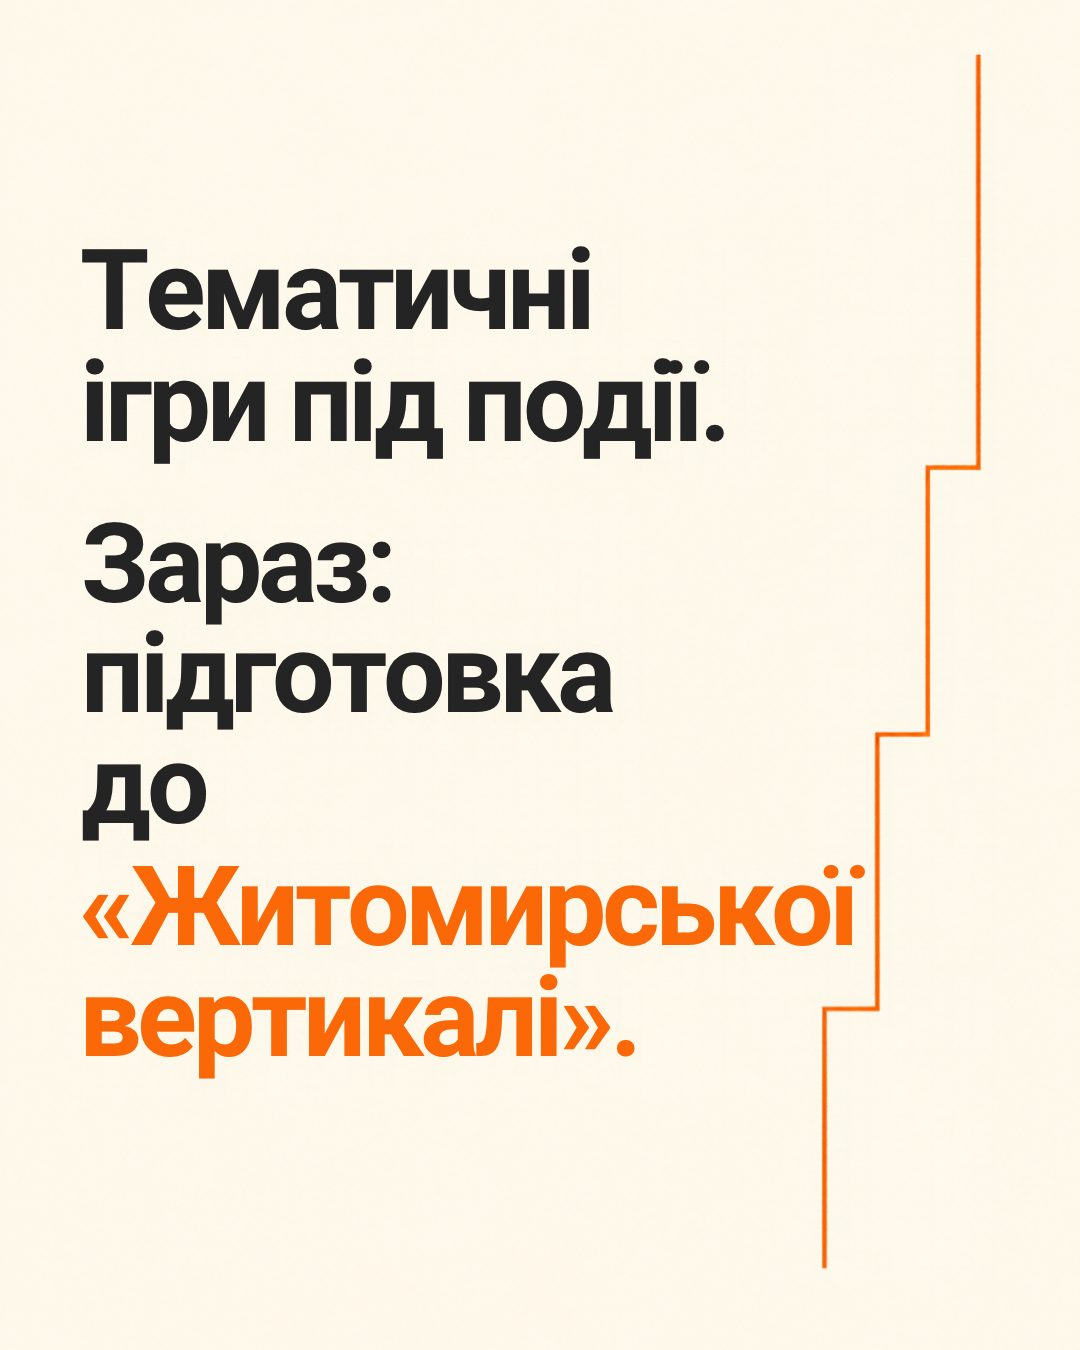 Тематичні
ігри під події.
Зараз:
підготовка
до
«Житомирської
вертикалі».